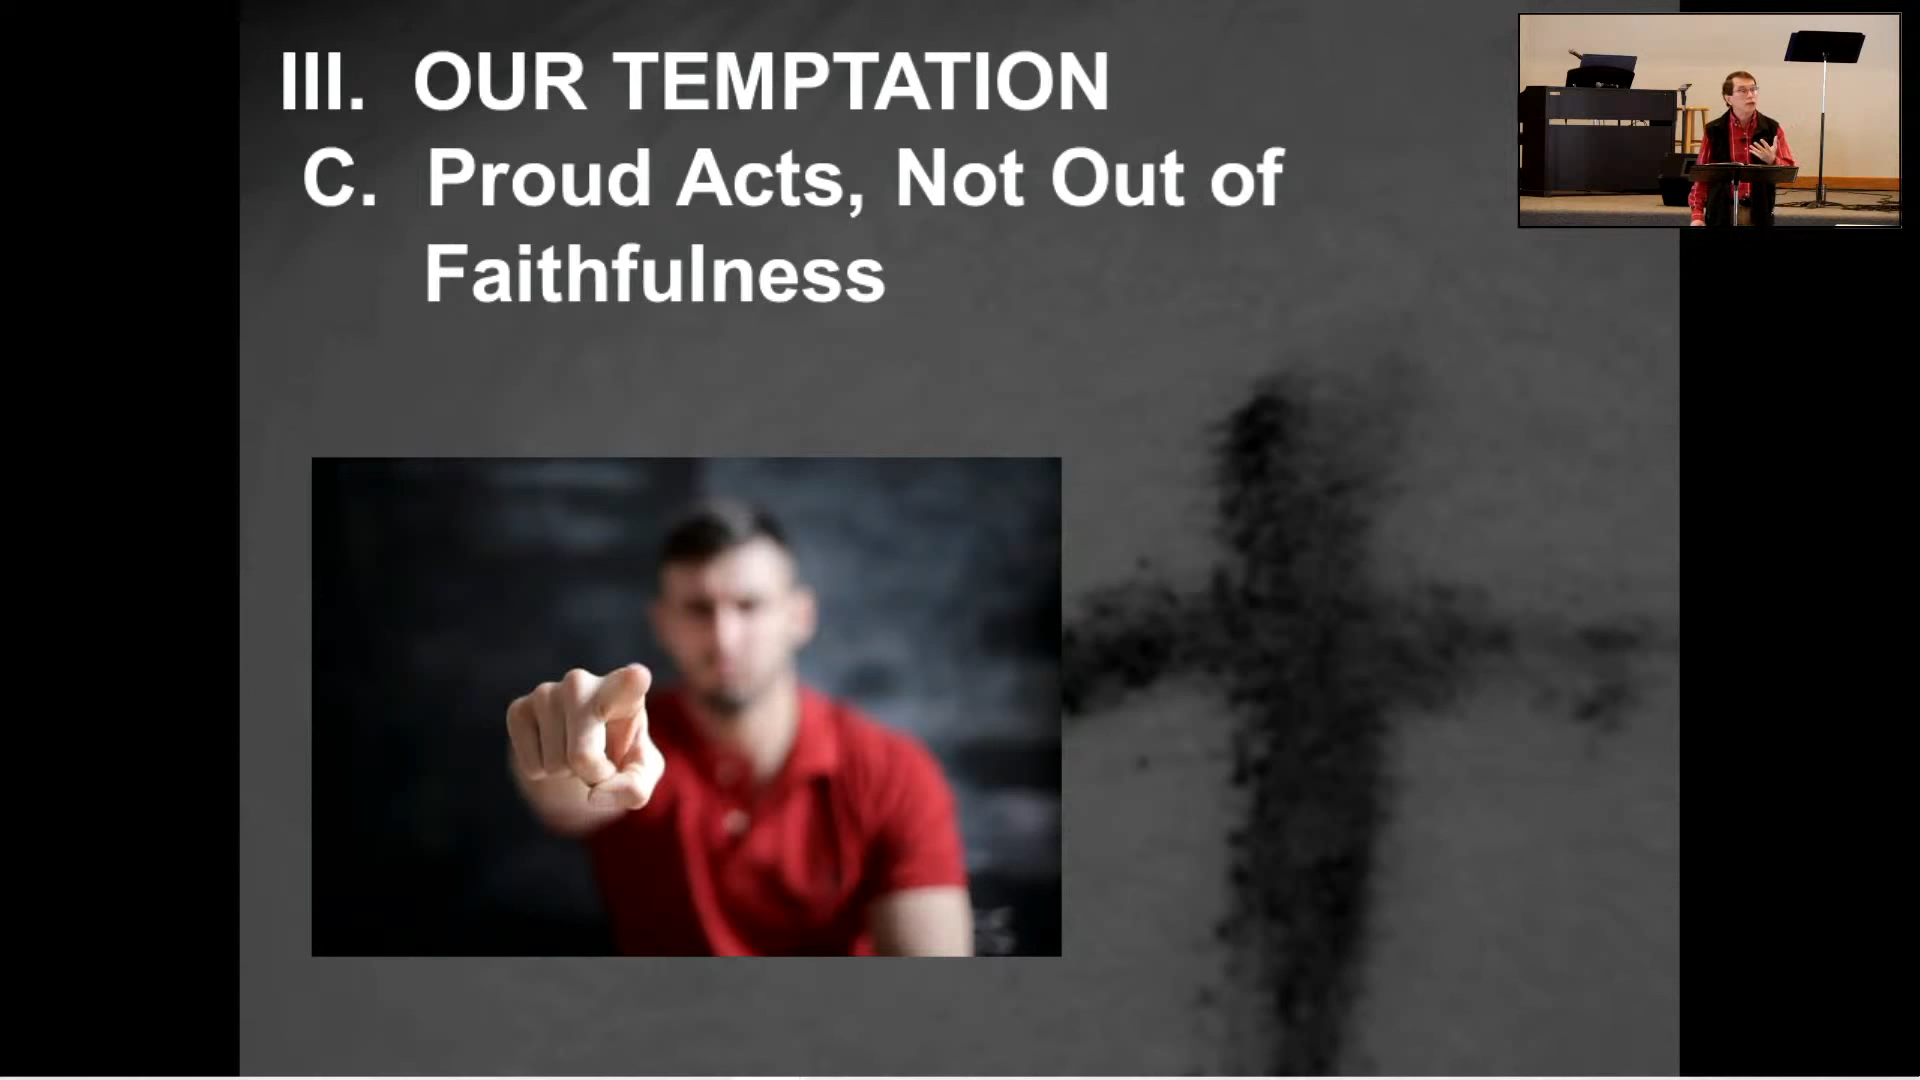 III. OUR TEMPTATION
C. Proud Acts, Not Out of
Faithfulness